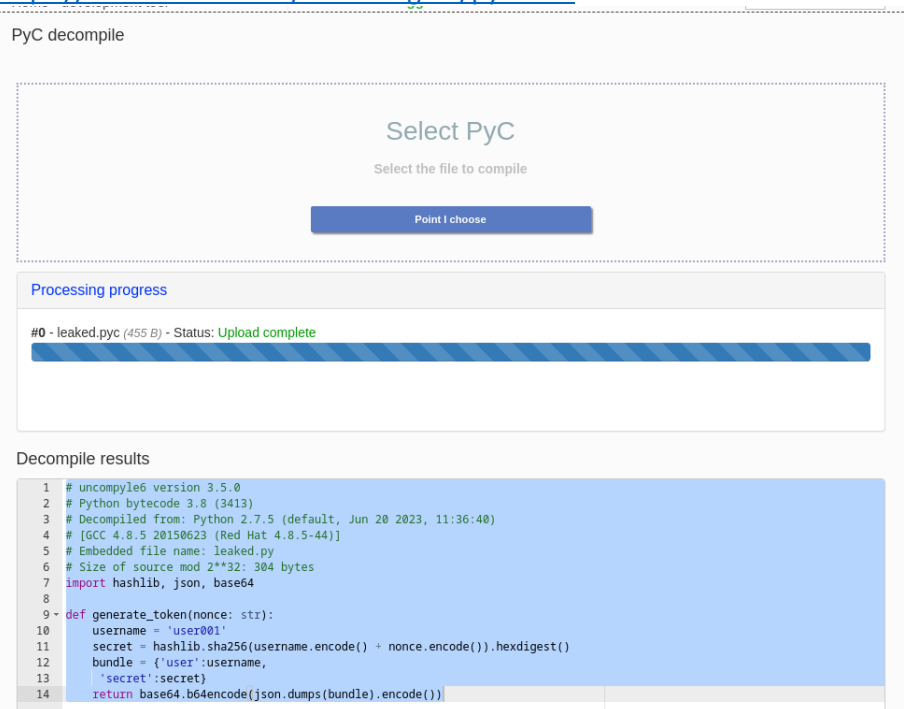 PyC decompile
Select PyC
Select the file to compile
Point I choose
Processing progress
#0 - leaked.pyc (455 B) - Status: Upload complete
Decompile results
1 # uncompyle6 version 3.5.0
2 # Python bytecode 3.8 (3413)
3 # Decompiled from: Python 2.7.5 (default, Jun 20 2023, 11:36:40)
4 # [GCC 4.8.5 20150623 (Red Hat 4.8.5-44)]
5 # Embedded file name: leaked.py
6 # Size of source mod 2**32: 304 bytes
7 import hashlib, json, base64
8
9 def generate_token(nonce: str):
10 username = 'user001'
11 secret = hashlib.sha256(username.encode() + nonce.encode()).hexdigest()
12 bundle = {'user':username,
13 'secret':secret}
14 return base64.b64encode(json.dumps(bundle).encode())